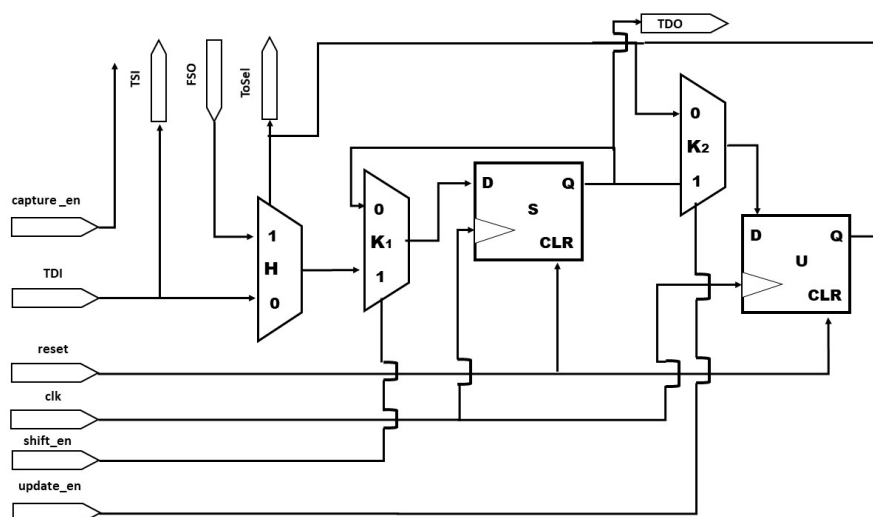 TDO
TSI
FSO
ToSel
0
K2
1
capture_en
0
K1
1
D Q
S
CLR
1
H
0
D Q
U
CLR
TDI
reset
clk
shift_en
update_en